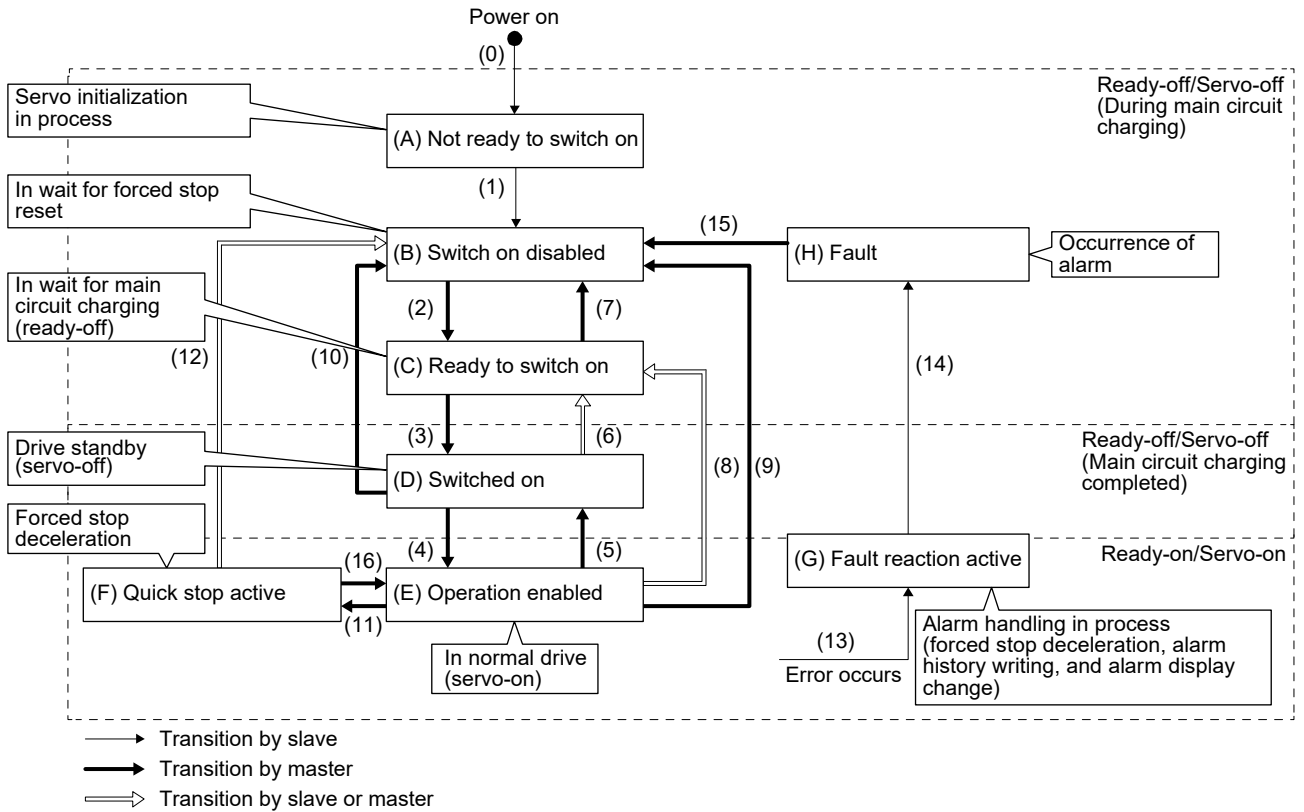 Power on
(0)
Ready-off/Servo-off
(During main circuit
charging)
Servo initialization
in process
(A) Not ready to switch on
(1)
In wait for forced stop
reset
(15)
(B) Switch on disabled
(H) Fault
Occurrence of
alarm
In wait for main
circuit charging
(ready-off)
(2)
(7)
(12)
(10)
(14)
(C) Ready to switch on
(3)
(6)
(8)
(9)
Ready-off/Servo-off
(Main circuit charging
completed)
Drive standby
(servo-off)
(D) Switched on
Forced stop
deceleration
(4)
(5)
(16)
(G) Fault reaction active
Ready-on/Servo-on
(F) Quick stop active
(E) Operation enabled
(11)
In normal drive
(servo-on)
(13)
Error occurs
Alarm handling in process
(forced stop deceleration, alarm
history writing, and alarm display
change)
Transition by slave
Transition by master
Transition by slave or master